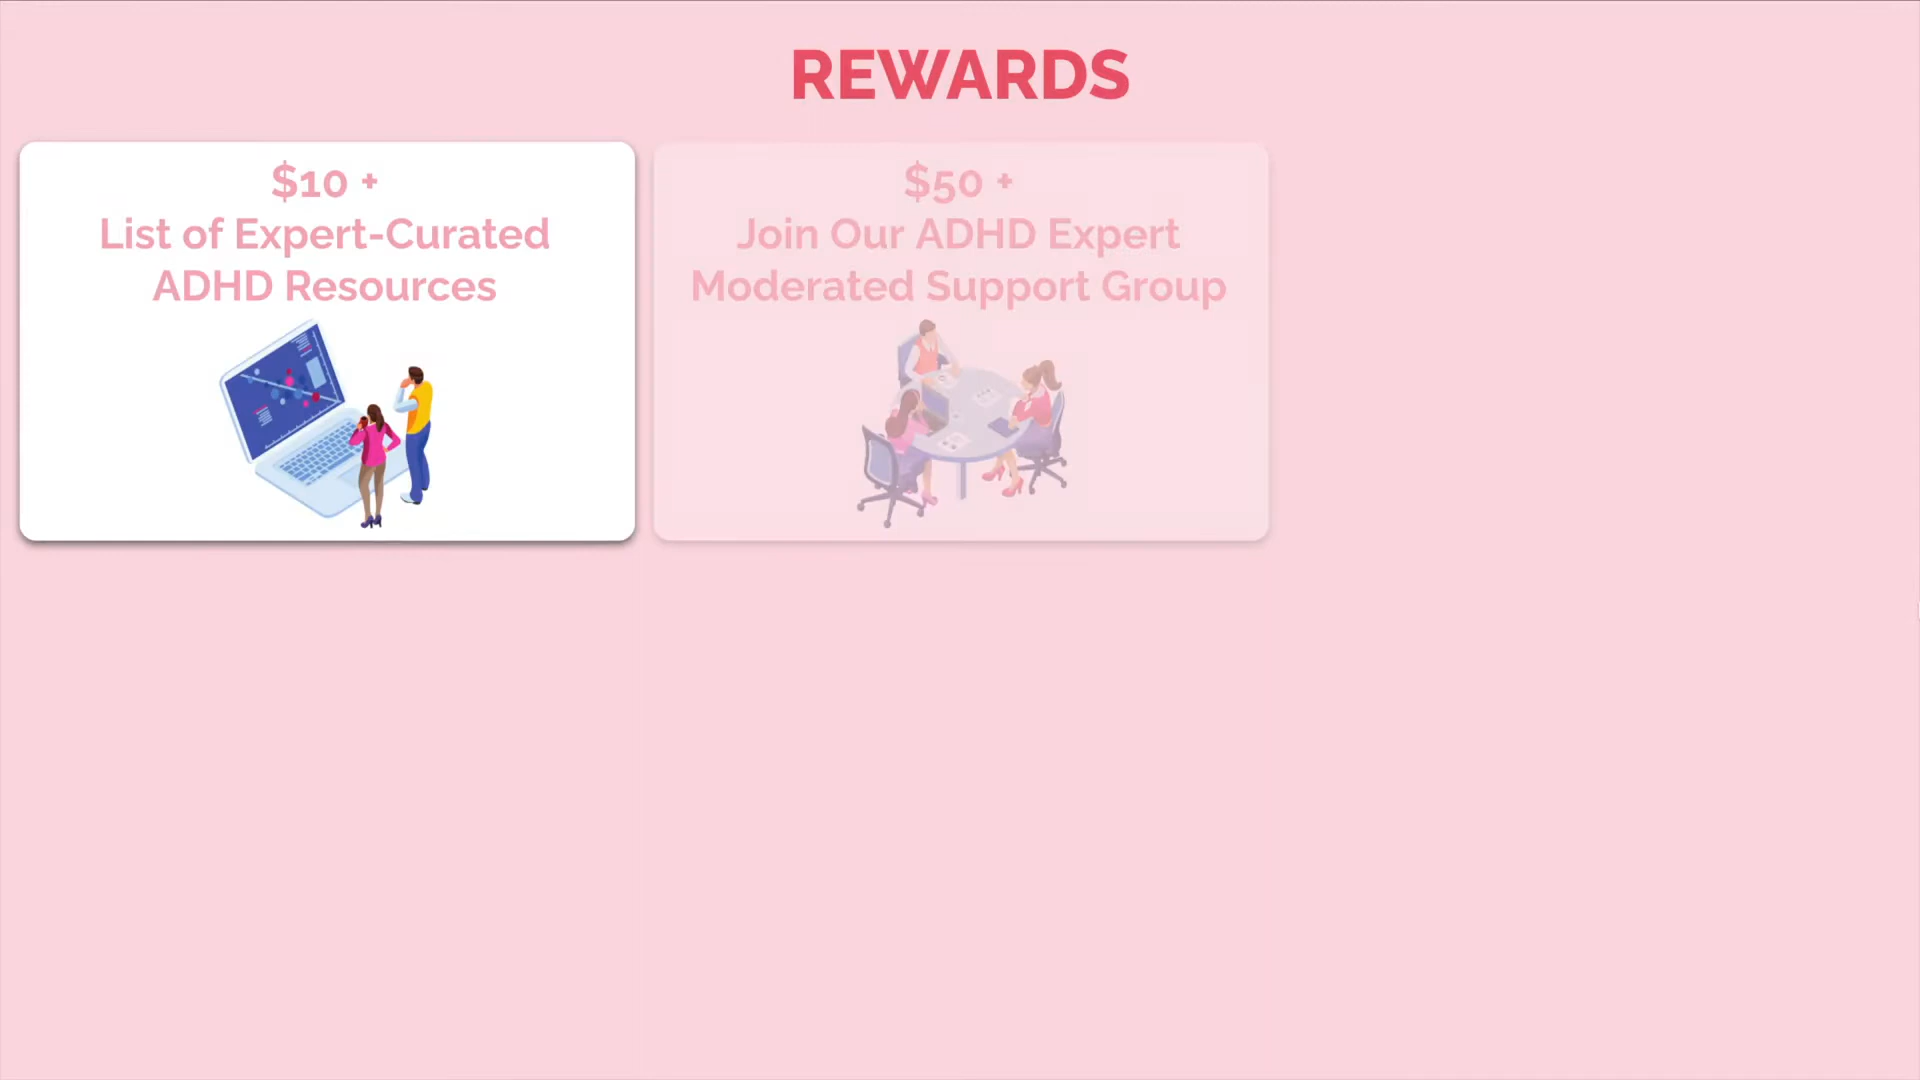 REWARDS
$10 +
List of Expert-Curated
ADHD Resources
$50 +
Join Our ADHD Expert
Moderated Support Group